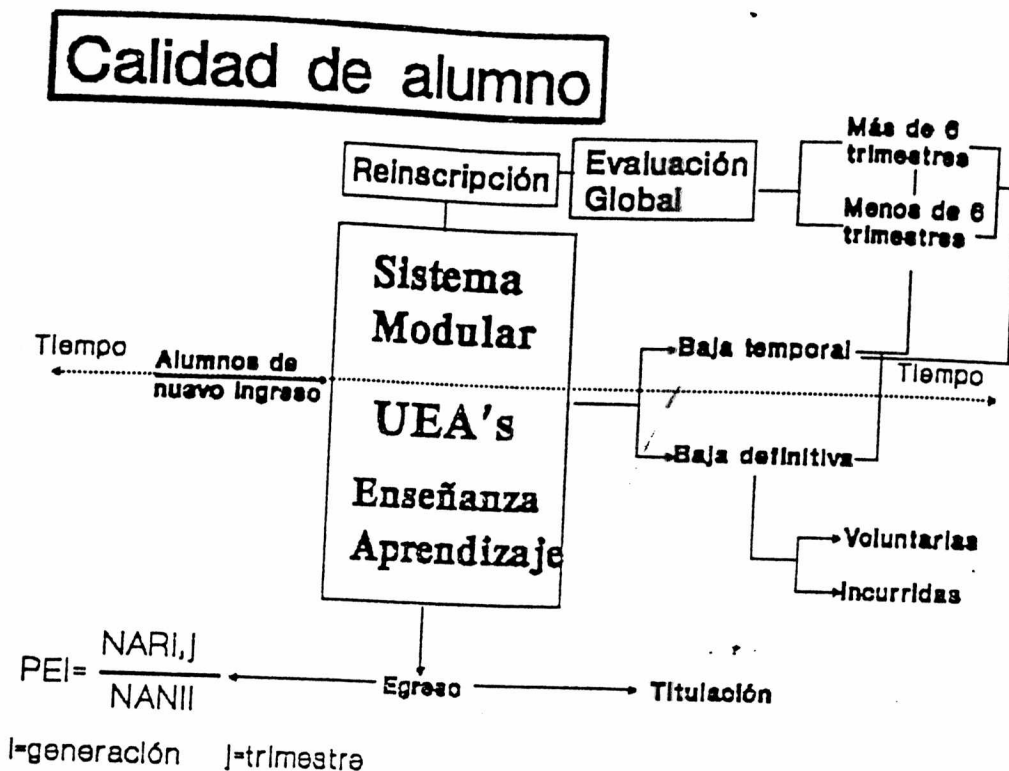 Calidad de alumno
Reinscripción
Evaluación
Global
Más de 6
trimestres
Menos de 6
trimestres
Sistema
Modular
UEA's
Enseñanza
Aprendizaje
Tiempo
Alumnos de
nuevo ingreso
Baja temporal
Tiempo
Baja definitiva
Voluntarias
Incurridas
PEI= NARI,j
NANII
Egreso
Titulación
i=generación j=trimestre